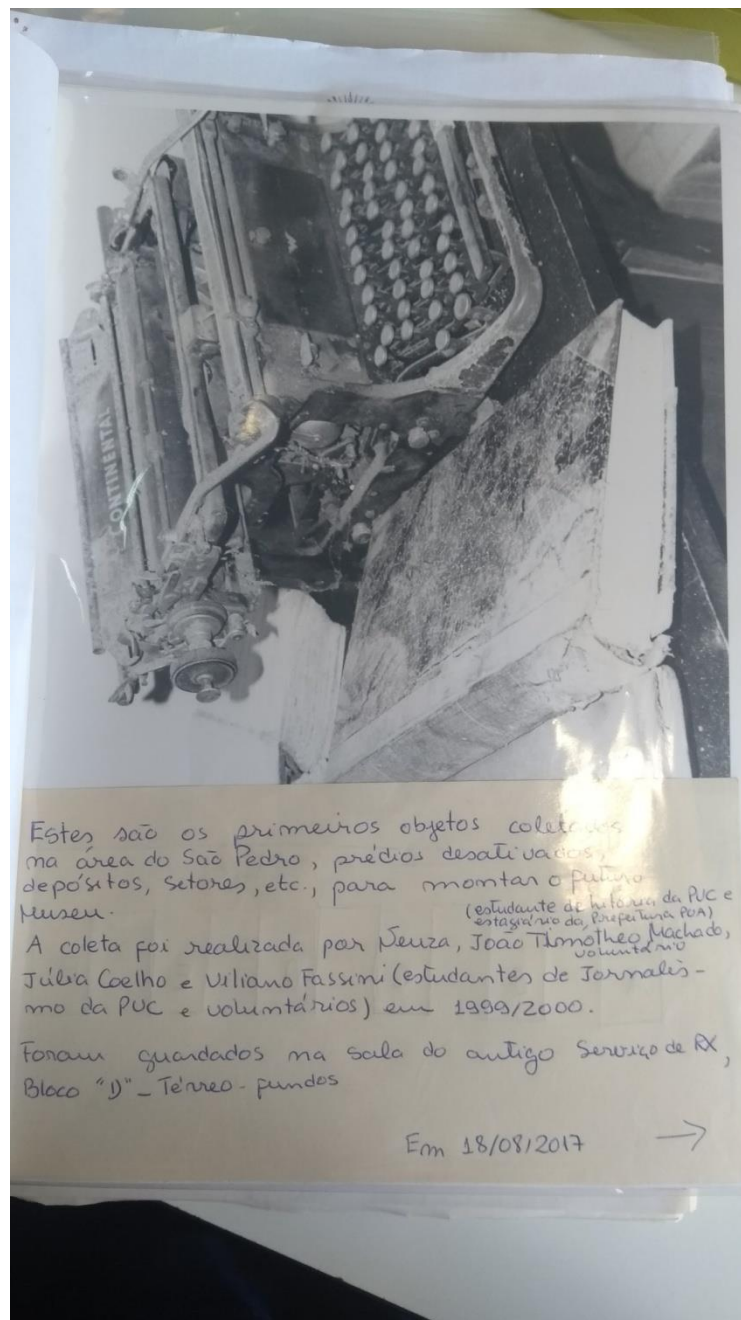 CONTINENTAL
Estes são os primeiros objetos coletados
na área do São Pedro, prédios desativados,
depósitos, setores, etc., para montar o futuro
Museu.
(estudante de história da PUC e
estagiário da Prefeitura POA)
A coleta foi realizada por Neuza, João Timotheo Machado,
voluntário
Júlia Coelho e Viliano Fassini (estudantes de Jornalis-
mo da PUC e voluntários) em 1999/2000.
Foram guardados na sala do antigo Serviço de RX,
Bloco "D" - Térreo - fundos
Em 18/08/2017 →